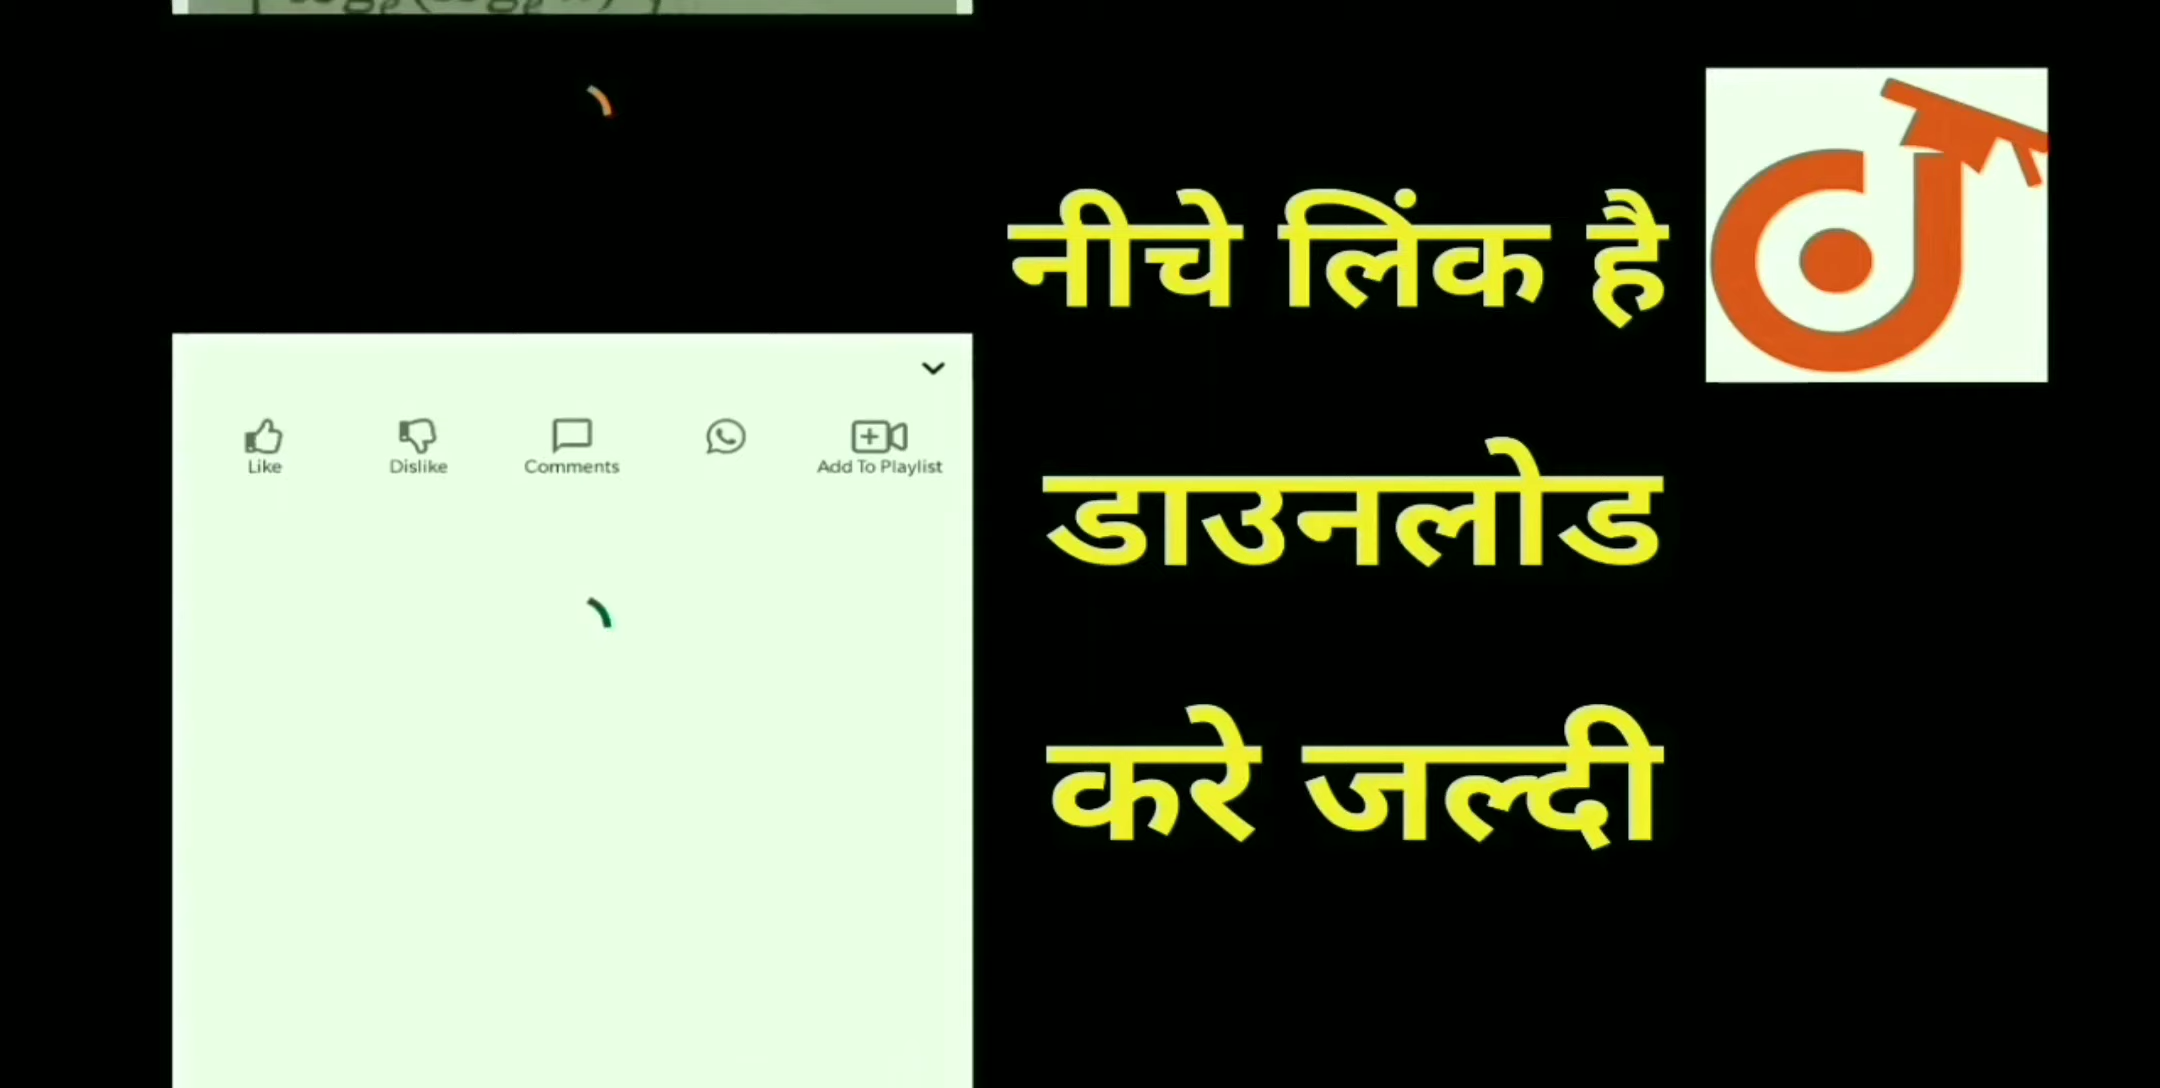 नीचे लिंक है
Like Dislike Comments Add To Playlist
डाउनलोड
करे जल्दी